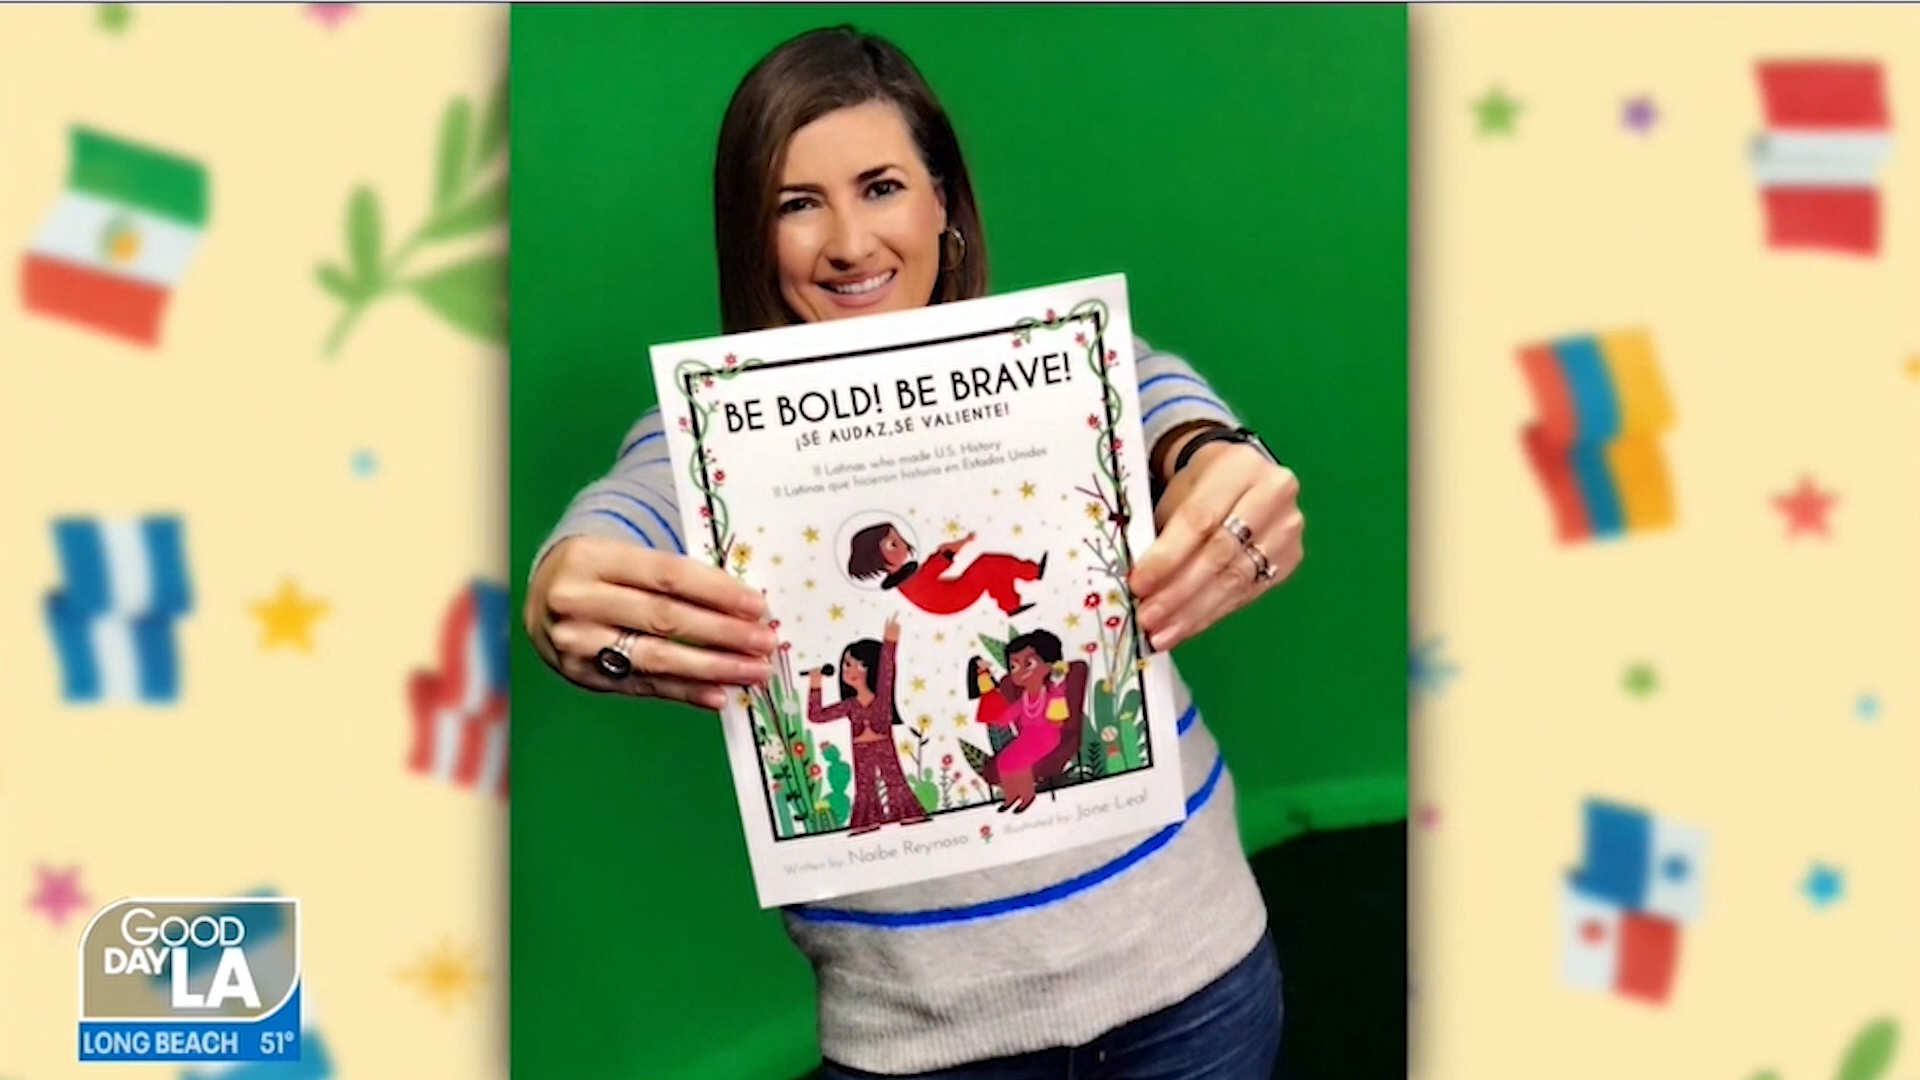 BE BOLD! BE BRAVE!
¡SÉ AUDAZ,SÉ VALIENTE!
11 Latinas who made U.S. History
11 Latinas que hicieron historia en Estados Unidos
Written by: Naibe Reynoso
Illustrated by: Jone Leal
GOOD
DAY LA
LONG BEACH 51°